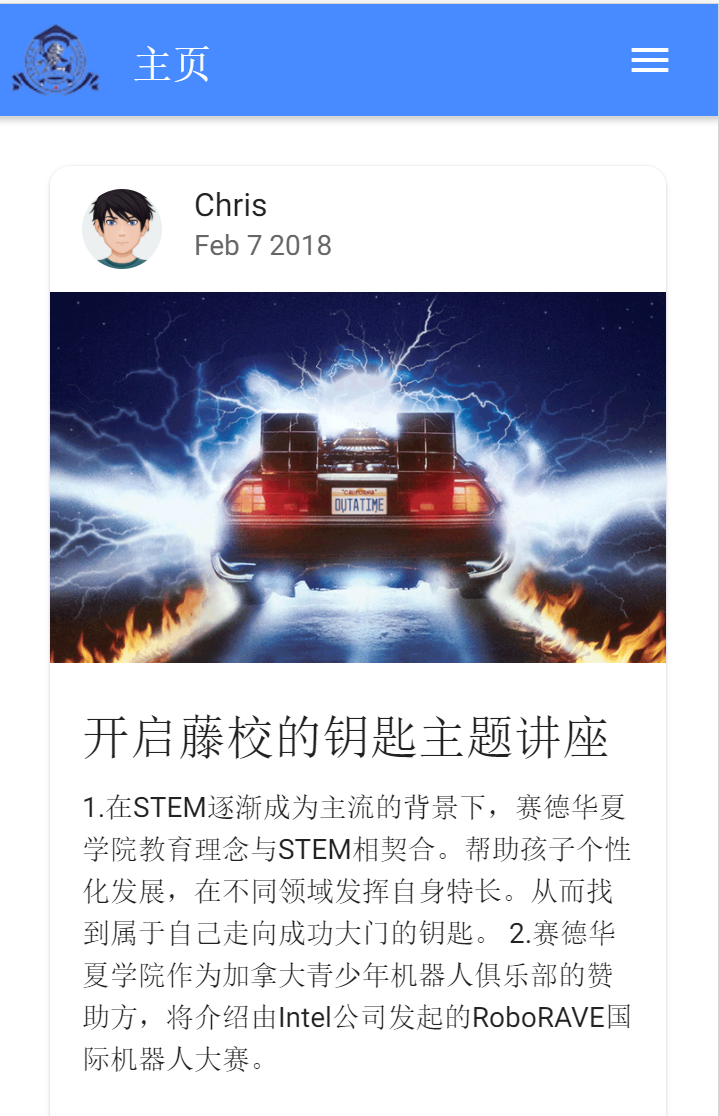 主页
Chris
Feb 7 2018
CALIFORNIA
OUTATIME
开启藤校的钥匙主题讲座
1.在STEM逐渐成为主流的背景下，赛德华夏
学院教育理念与STEM相契合。帮助孩子个性
化发展，在不同领域发挥自身特长。从而找
到属于自己走向成功大门的钥匙。 2.赛德华
夏学院作为加拿大青少年机器人俱乐部的赞
助方，将介绍由Intel公司发起的RoboRAVE国
际机器人大赛。